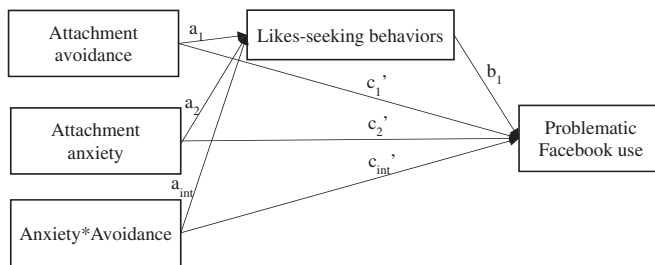 Attachment
avoidance
a1
Likes-seeking behaviors
b1
c1’
a2
Attachment
anxiety
c2’
Problematic
Facebook use
cint’
aint
Anxiety*Avoidance